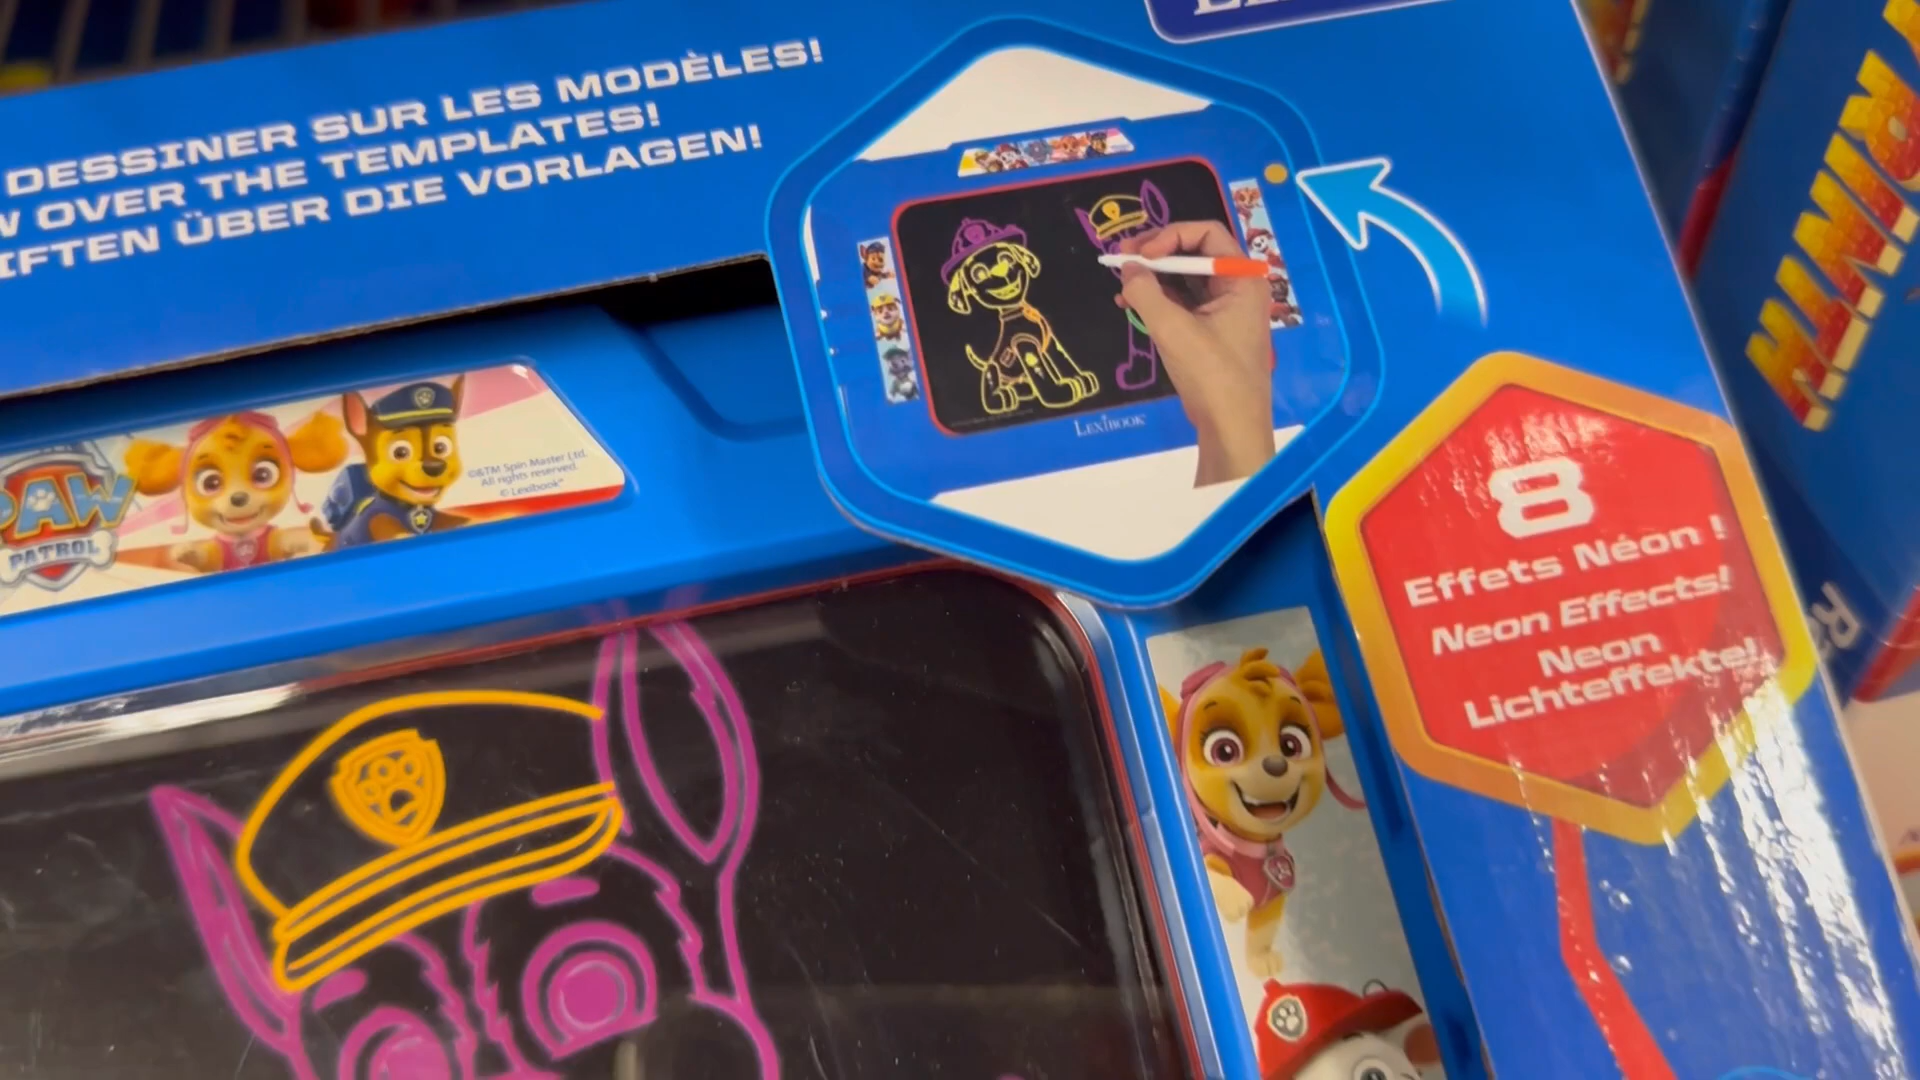 DESSINER SUR LES MODÈLES!
OVER THE TEMPLATES!
ÜBER DIE VORLAGEN!
LEXIBOOK
PAW
PATROL
©&TM Spin Master Ltd.
All rights reserved.
© Lexibook®
8
Effets Néon !
Neon Effects!
Neon
Lichteffekte!